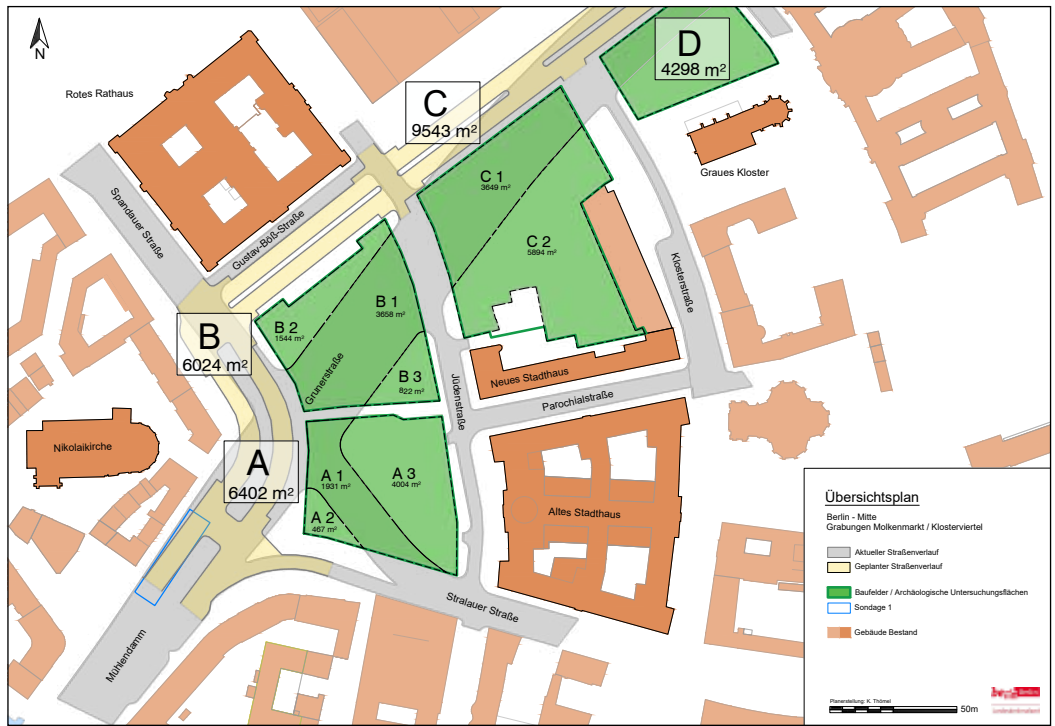 N
Rotes Rathaus
Spandauer Straße
Gustav-Böß-Straße
C
9543 m²
D
4298 m²
Graues Kloster
C 1
3649 m²
C 2
5894 m²
Klosterstraße
B
6024 m²
B 1
3658 m²
B 2
1544 m²
B 3
822 m²
Grunerstraße
Jüdenstraße
Neues Stadthaus
Parochialstraße
Nikolaikirche
A
6402 m²
A 1
1931 m²
A 2
467 m²
A 3
4004 m²
Altes Stadthaus
Stralauer Straße
Mühlendamm
Übersichtsplan
Berlin - Mitte
Grabungen Molkenmarkt / Klosterviertel
Aktueller Straßenverlauf
Geplanter Straßenverlauf
Baufelder / Archäologische Untersuchungsflächen
Sondage 1
Gebäude Bestand
Planerstellung: K. Thömel
50m